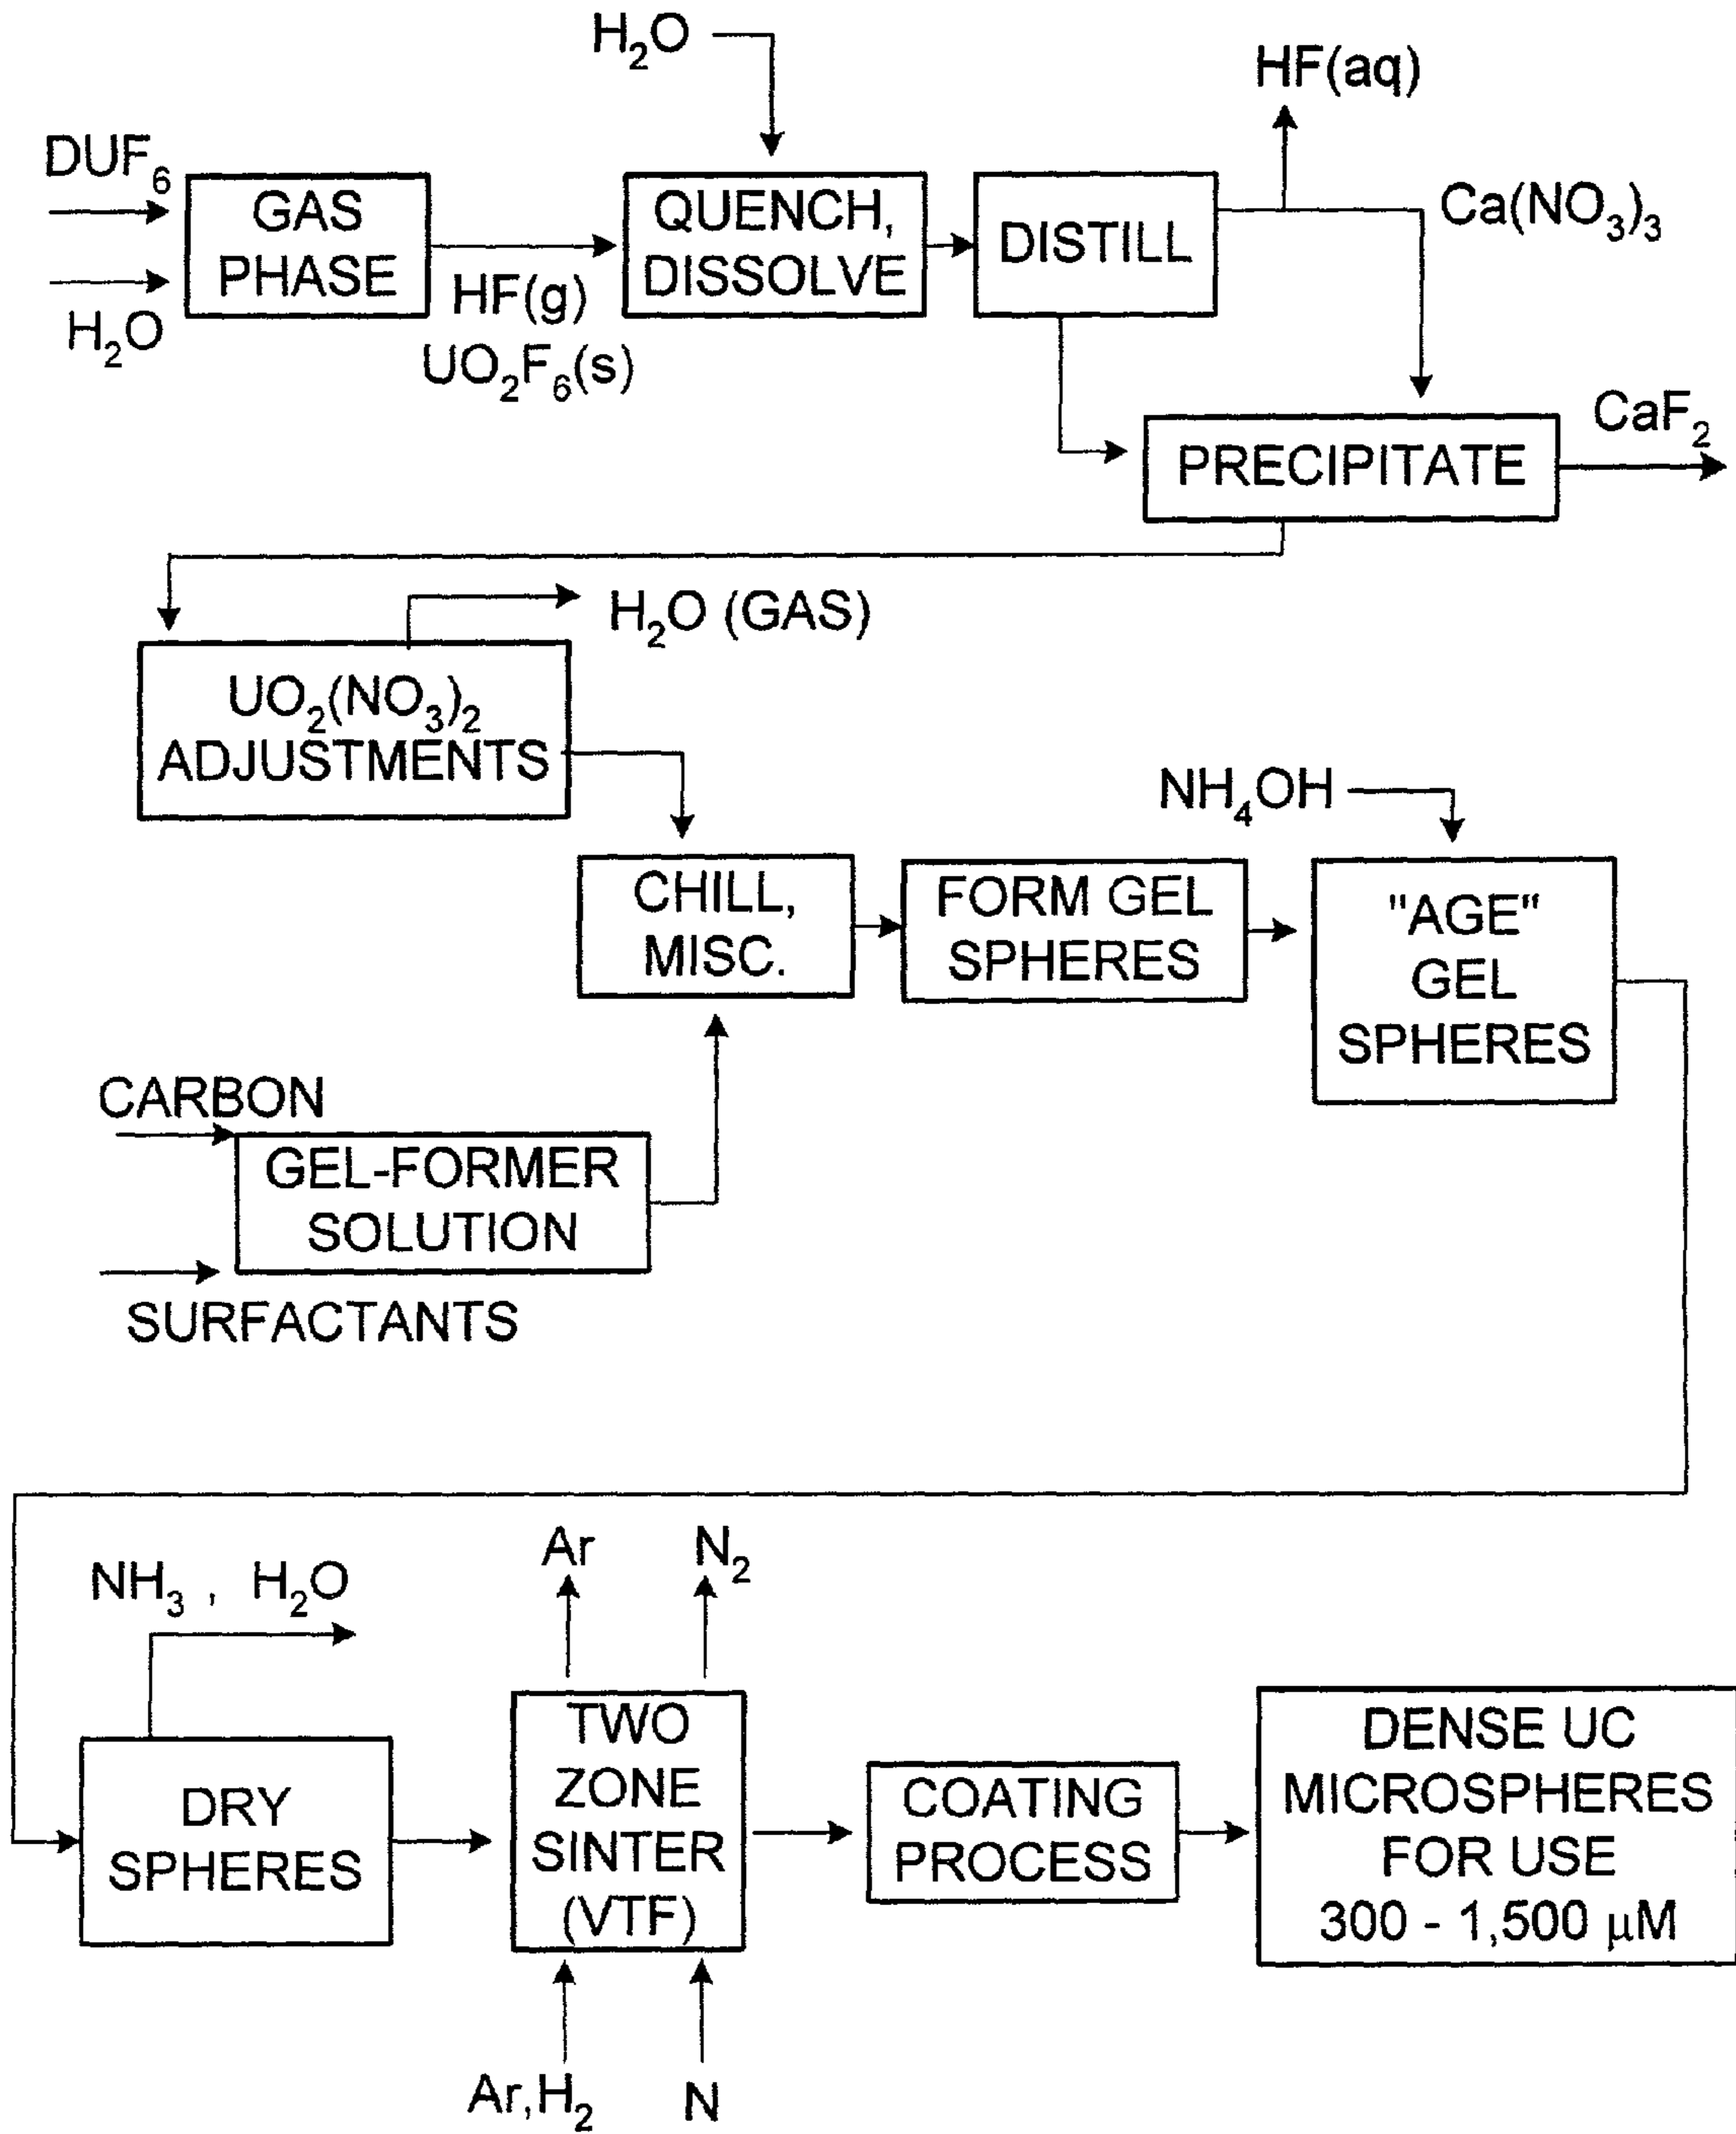 H₂O
HF(aq)
DUF₆
GAS
PHASE
H₂O
HF(g)
UO₂F₆(s)
QUENCH,
DISSOLVE
DISTILL
Ca(NO₃)₃
PRECIPITATE
CaF₂
H₂O (GAS)
UO₂(NO₃)₂
ADJUSTMENTS
NH₄OH
CHILL,
MISC.
FORM GEL
SPHERES
"AGE"
GEL
SPHERES
CARBON
GEL-FORMER
SOLUTION
SURFACTANTS
NH₃ , H₂O
Ar
N₂
DRY
SPHERES
TWO
ZONE
SINTER
(VTF)
Ar,H₂
N
COATING
PROCESS
DENSE UC
MICROSPHERES
FOR USE
300 - 1,500 μM